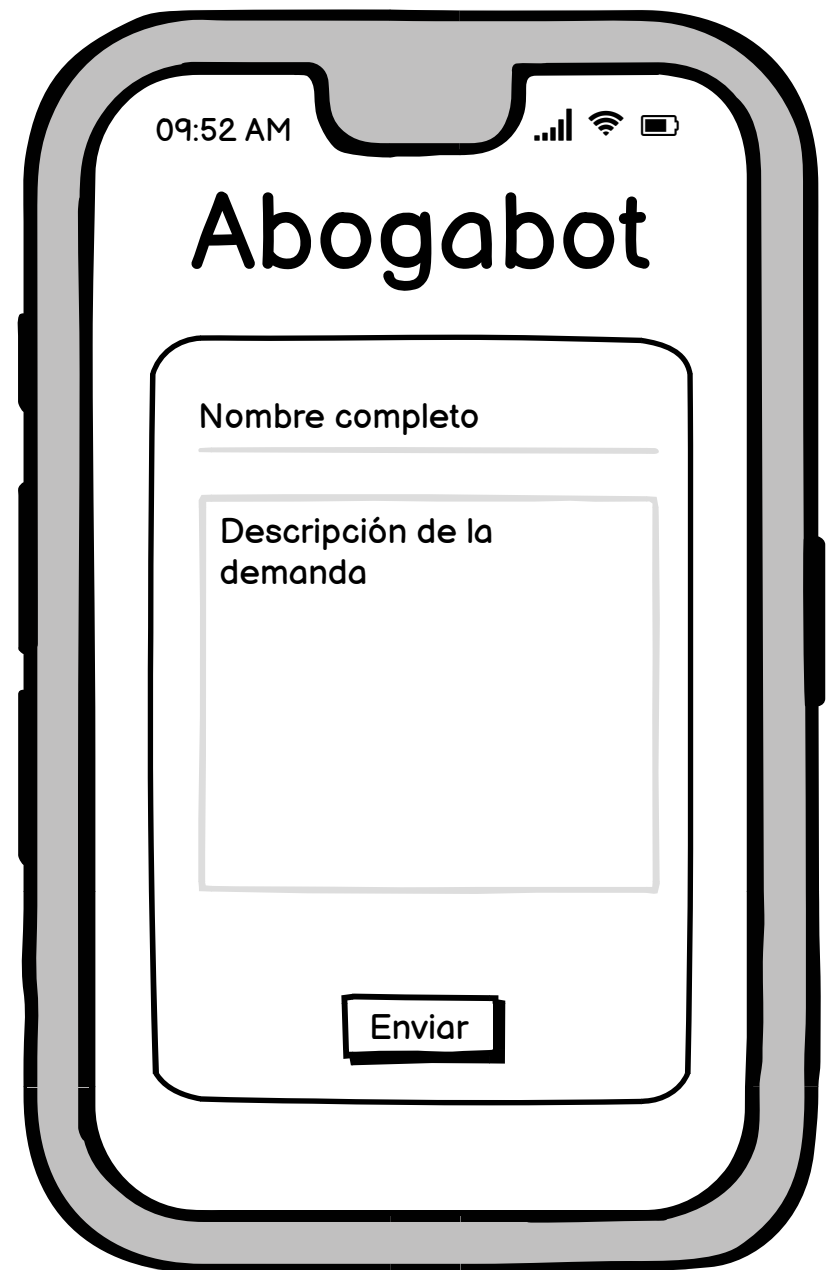 09:52 AM
Abogabot
Nombre completo
Descripción de la
demanda
Enviar